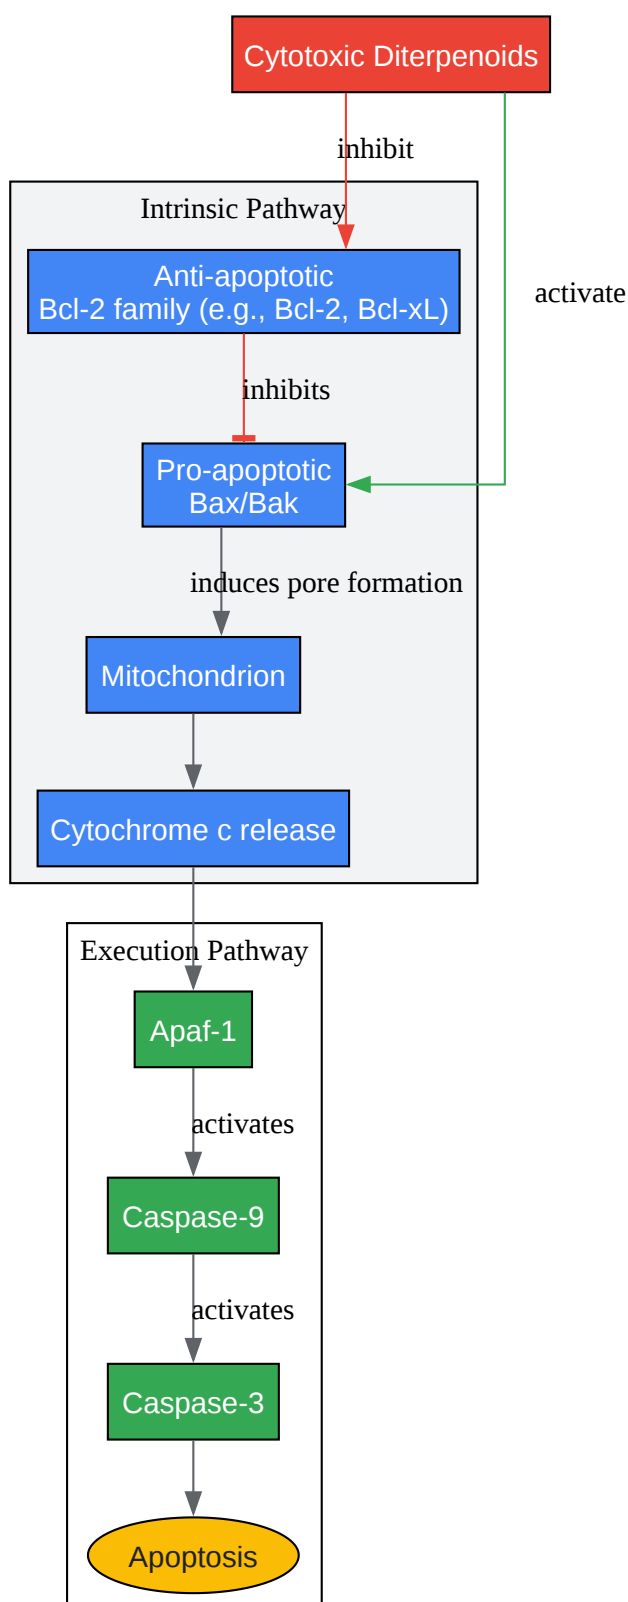 Cytotoxic Diterpenoids
inhibit
Intrinsic Pathway
Anti-apoptotic
Bcl-2 family (e.g., Bcl-2, Bcl-xL)
activate
inhibits
Pro-apoptotic
Bax/Bak
induces pore formation
Mitochondrion
Cytochrome c release
Execution Pathway
Apaf-1
activates
Caspase-9
activates
Caspase-3
Apoptosis